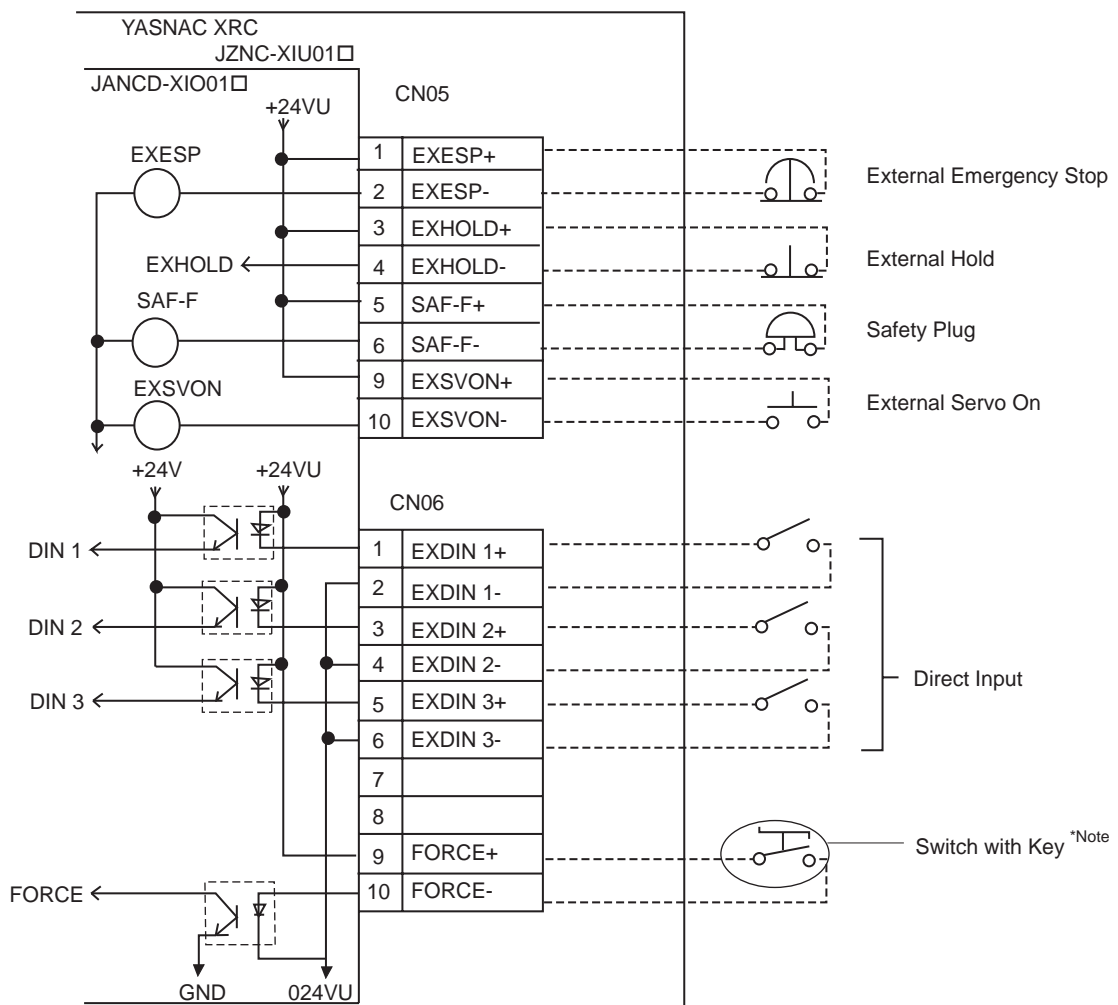 YASNAC XRC
JZNC-XIU01□
JANCD-XIO01□
CN05
+24VU
1 EXESP+
EXESP
2 EXESP-
External Emergency Stop
3 EXHOLD+
EXHOLD
4 EXHOLD-
External Hold
SAF-F
5 SAF-F+
6 SAF-F-
Safety Plug
EXSVON
9 EXSVON+
10 EXSVON-
External Servo On
+24V
+24VU
CN06
DIN 1
1 EXDIN 1+
2 EXDIN 1-
DIN 2
3 EXDIN 2+
4 EXDIN 2-
DIN 3
5 EXDIN 3+
Direct Input
6 EXDIN 3-
7
8
9 FORCE+
Switch with Key *Note
FORCE
10 FORCE-
GND
024VU